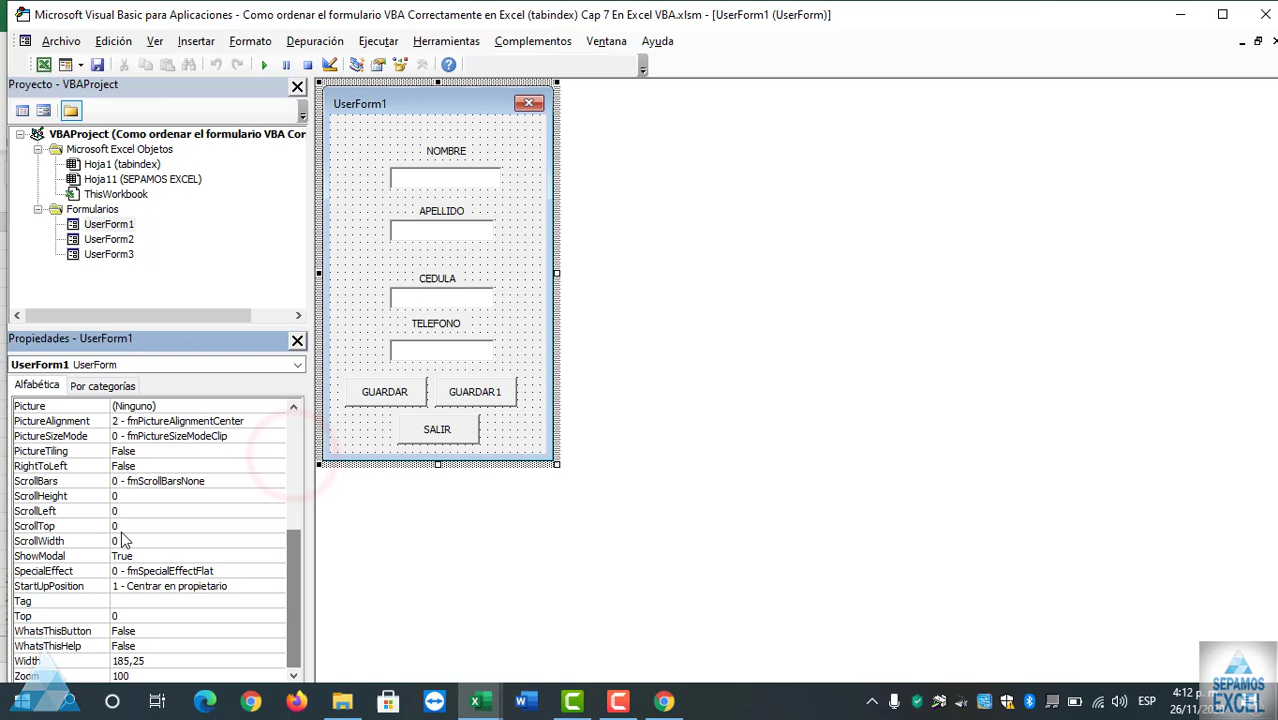 Microsoft Visual Basic para Aplicaciones - Como ordenar el formulario VBA Correctamente en Excel (tabindex) Cap 7 En Excel VBA.xlsm - [UserForm1 (UserForm)]
Archivo Edición Ver Insertar Formato Depuración Ejecutar Herramientas Complementos Ventana Ayuda
Proyecto - VBAProject
VBAProject (Como ordenar el formulario VBA Cor
Microsoft Excel Objetos
Hoja1 (tabindex)
Hoja11 (SEPAMOS EXCEL)
ThisWorkbook
Formularios
UserForm1
UserForm2
UserForm3
Propiedades - UserForm1
UserForm1 UserForm
Alfabética Por categorías
Picture (Ninguno)
PictureAlignment 2 - fmPictureAlignmentCenter
PictureSizeMode 0 - fmPictureSizeModeClip
PictureTiling False
RightToLeft False
ScrollBars 0 - fmScrollBarsNone
ScrollHeight 0
ScrollLeft 0
ScrollTop 0
ScrollWidth 0
ShowModal True
SpecialEffect 0 - fmSpecialEffectFlat
StartUpPosition 1 - Centrar en propietario
Tag
Top 0
WhatsThisButton False
WhatsThisHelp False
Width 185,25
Zoom 100
UserForm1
NOMBRE
APELLIDO
CEDULA
TELEFONO
GUARDAR GUARDAR1
SALIR
SEPAMOS
EXCEL
ESP
4:12 p.